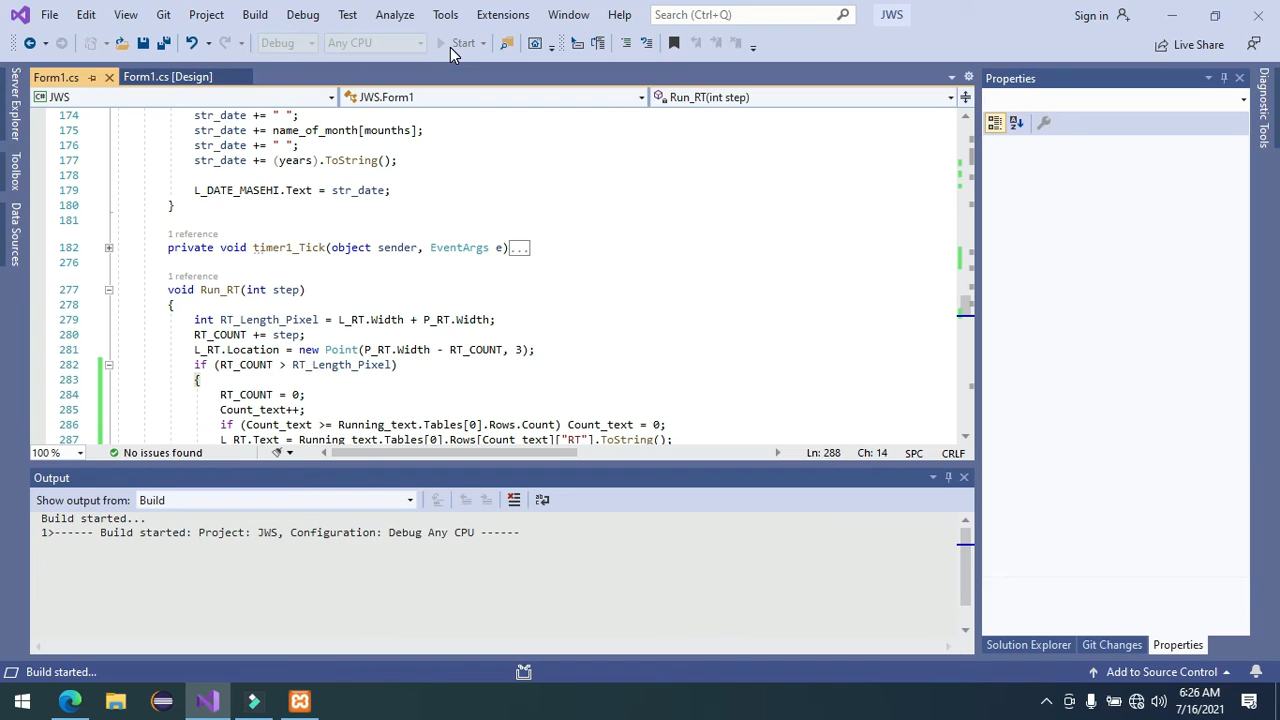 File Edit View Git Project Build Debug Test Analyze Tools Extensions Window Help Search (Ctrl+Q) JWS Sign in
Debug Any CPU Start Live Share
Form1.cs Form1.cs [Design] Properties
JWS JWS.Form1 Run_RT(int step)
174 str_date += " ";
175 str_date += name_of_month[mounths];
176 str_date += " ";
177 str_date += (years).ToString();
178
179 L_DATE_MASEHI.Text = str_date;
180 }
181
1 reference
182 private void timer1_Tick(object sender, EventArgs e)...
276
1 reference
277 void Run_RT(int step)
278 {
279 int RT_Length_Pixel = L_RT.Width + P_RT.Width;
280 RT_COUNT += step;
281 L_RT.Location = new Point(P_RT.Width - RT_COUNT, 3);
282 if (RT_COUNT > RT_Length_Pixel)
283 {
284 RT_COUNT = 0;
285 Count_text++;
286 if (Count_text >= Running_text.Tables[0].Rows.Count) Count_text = 0;
287 L_RT.Text = Running_text.Tables[0].Rows[Count_text]["RT"].ToString();
100 % No issues found Ln: 288 Ch: 14 SPC CRLF
Output
Show output from: Build
Build started...
1>------ Build started: Project: JWS, Configuration: Debug Any CPU ------
Server Explorer
Toolbox
Data Sources
Diagnostic Tools
Solution Explorer Git Changes Properties
Build started... Add to Source Control
6:26 AM
7/16/2021